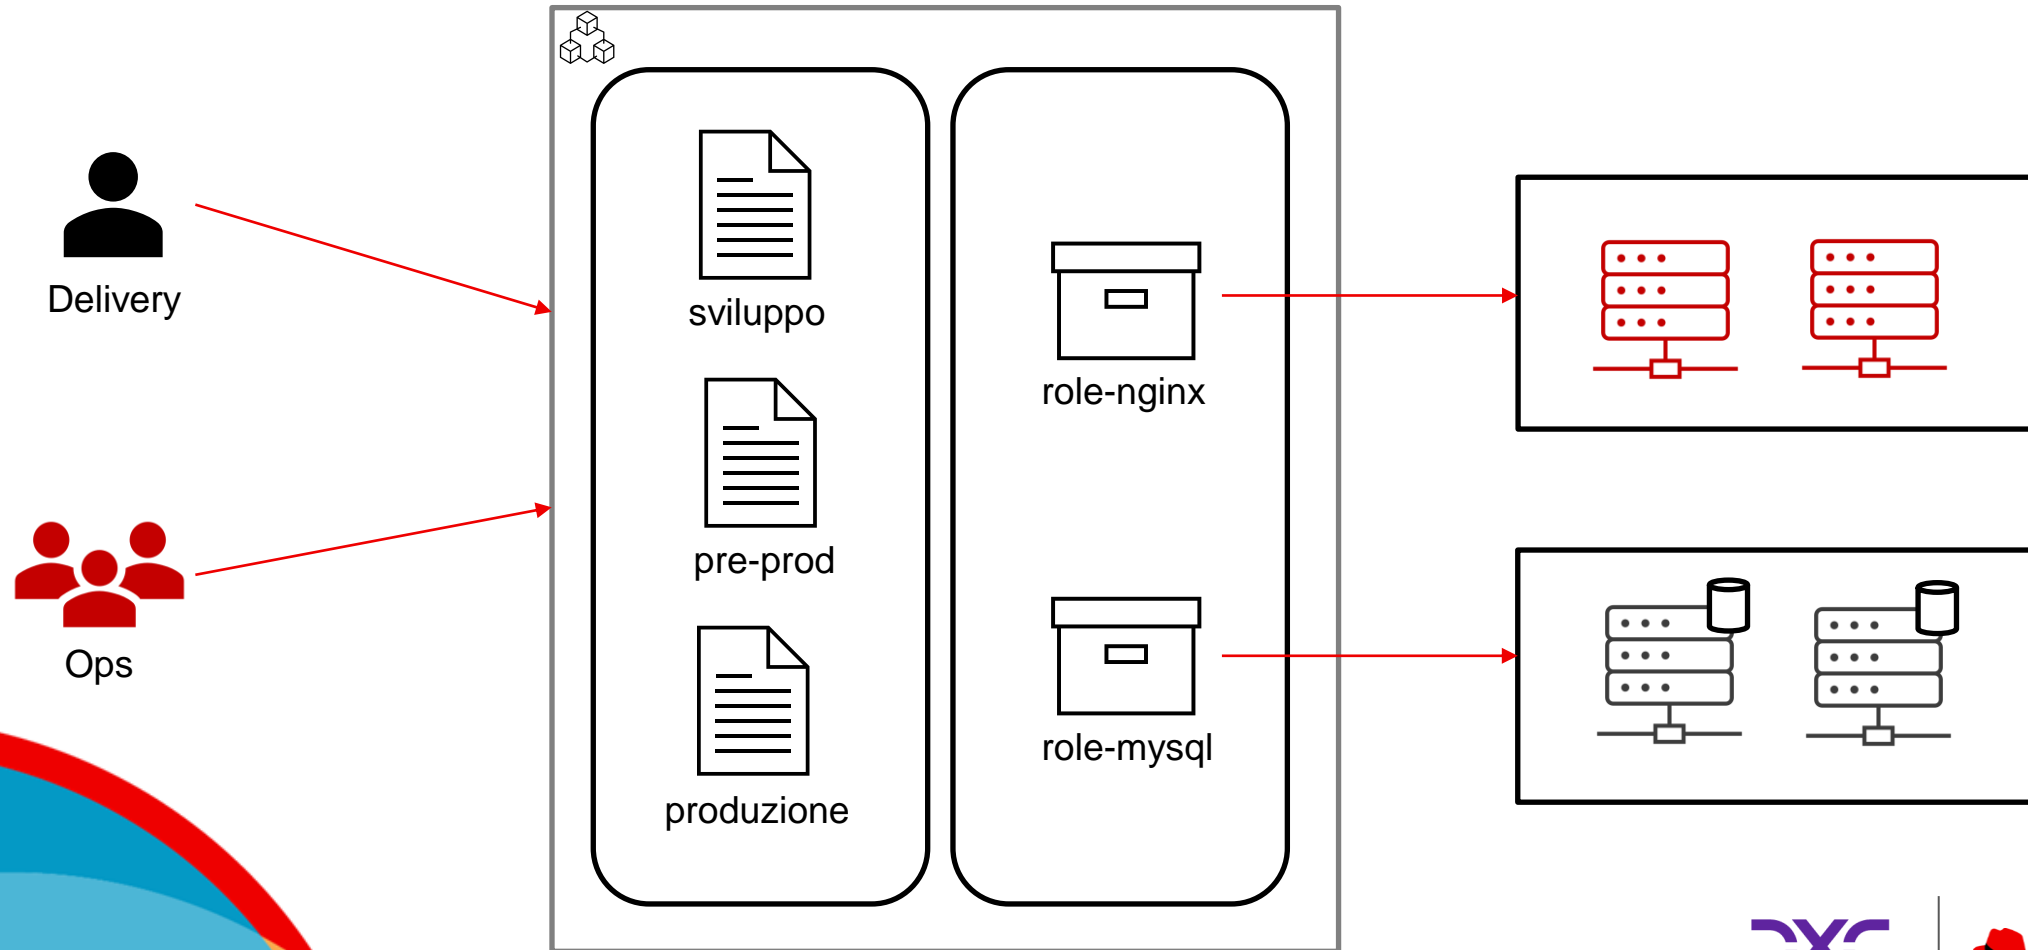 Delivery
Ops
sviluppo
pre-prod
produzione
role-nginx
role-mysql